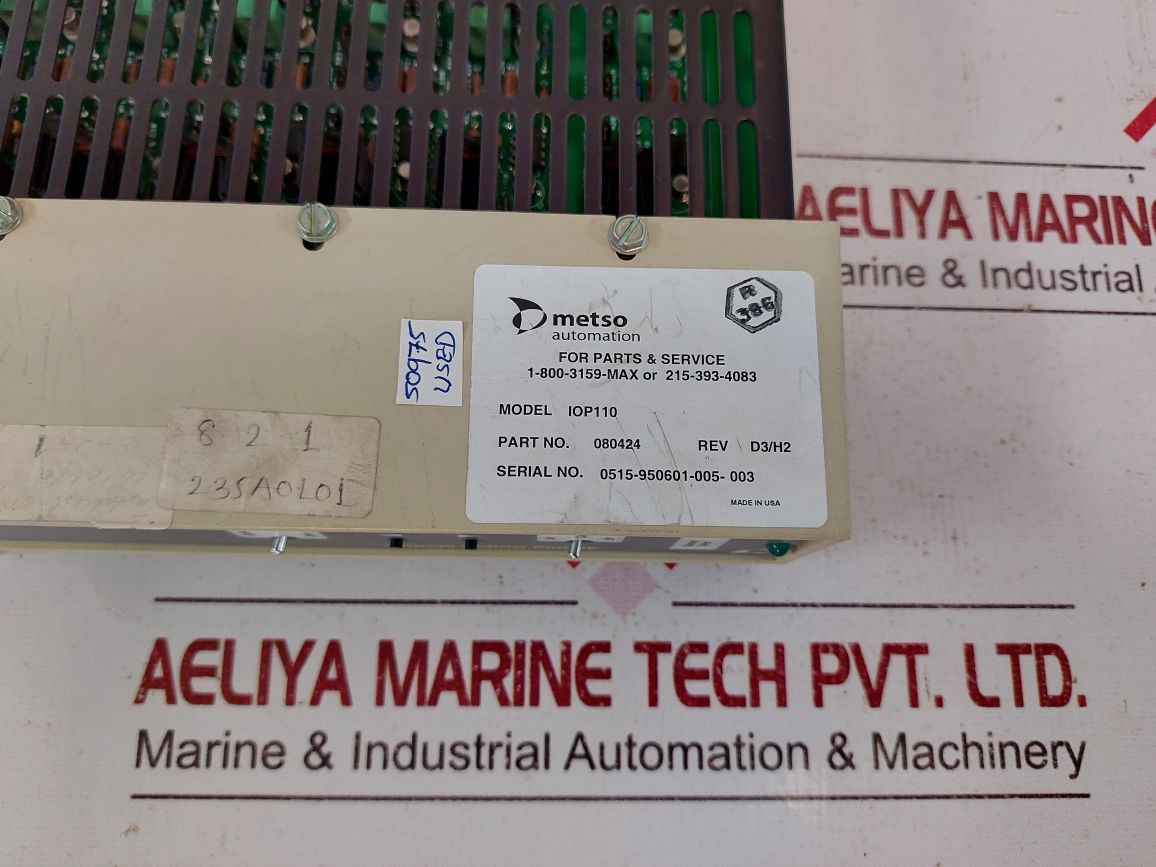 AELIYA MARINE
arine & Industrial
R
386
metso
automation
FOR PARTS & SERVICE
1-800-3159-MAX or 215-393-4083
MODEL IOP110
PART NO. 080424 REV D3/H2
SERIAL NO. 0515-950601-005- 003
MADE IN USA
USED
8 2 1
235A0L01
AELIYA MARINE TECH PVT. LTD.
Marine & Industrial Automation & Machinery